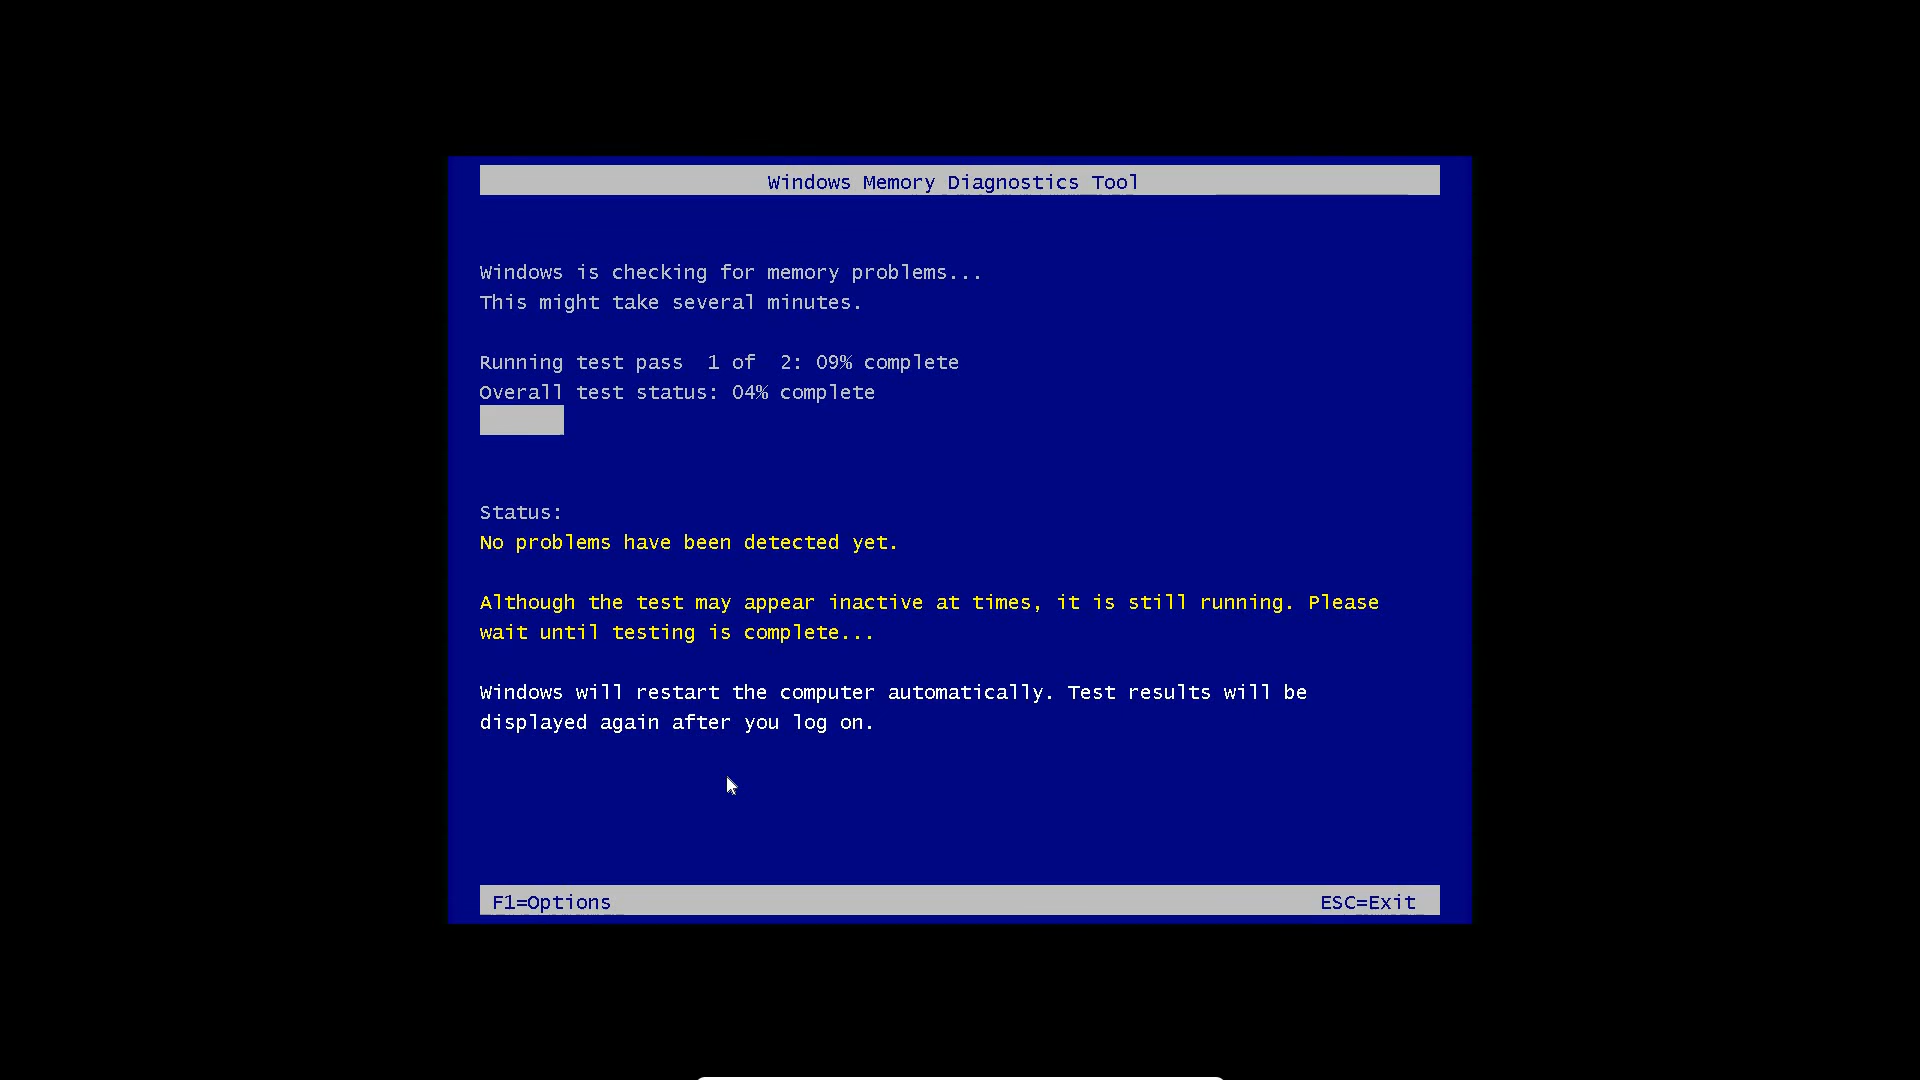 Windows Memory Diagnostics Tool
Windows is checking for memory problems...
This might take several minutes.
Running test pass  1 of  2: 09% complete
Overall test status: 04% complete
Status:
No problems have been detected yet.
Although the test may appear inactive at times, it is still running. Please
wait until testing is complete...
Windows will restart the computer automatically. Test results will be
displayed again after you log on.
F1=Options ESC=Exit